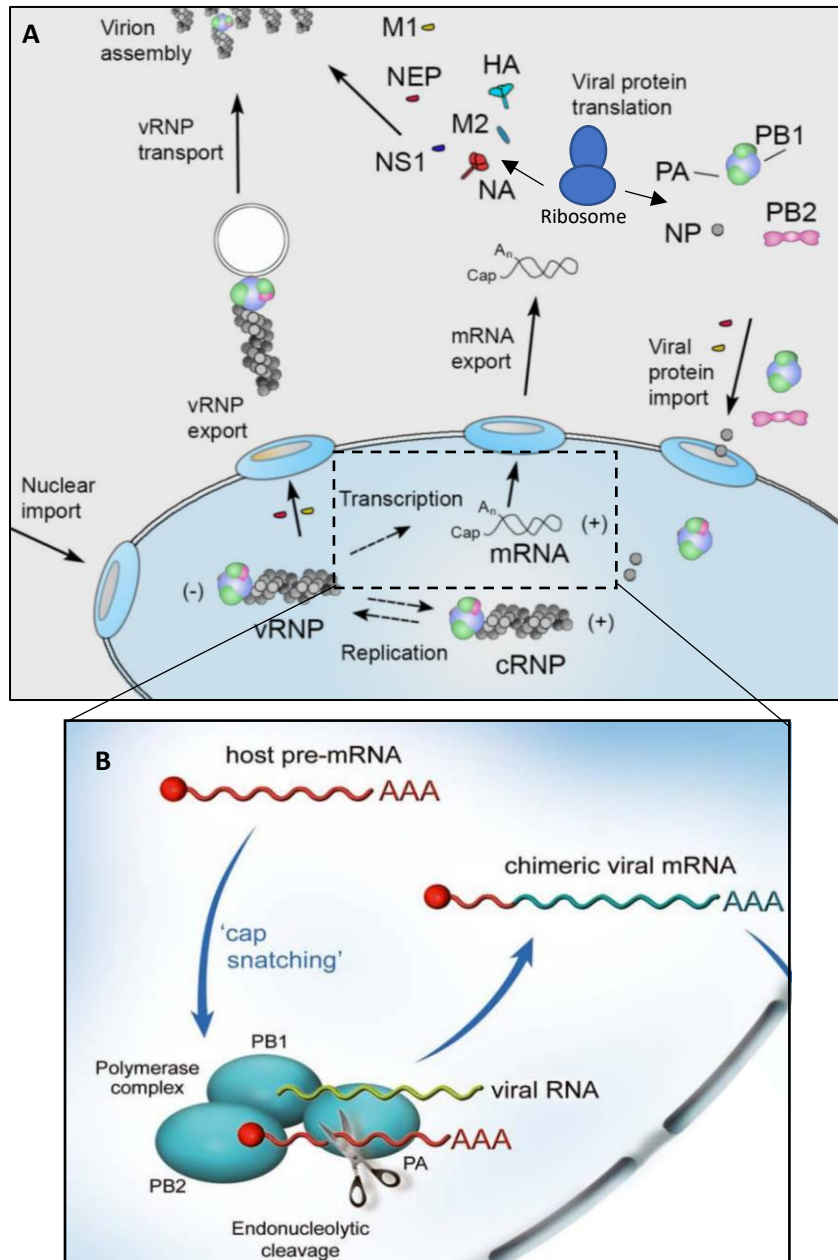 A
Virion
assembly
M1
NEP
HA
Viral protein
translation
vRNP
transport
M2
NS1
NA
PB1
PA
Ribosome
NP
PB2
An
Cap
mRNA
export
Viral
protein
import
vRNP
export
Nuclear
import
Transcription
An
Cap
mRNA
(+)
(-)
vRNP
Replication
cRNP
(+)
B
host pre-mRNA
AAA
chimeric viral mRNA
AAA
‘cap
snatching’
PB1
Polymerase
complex
viral RNA
AAA
PA
PB2
Endonucleolytic
cleavage